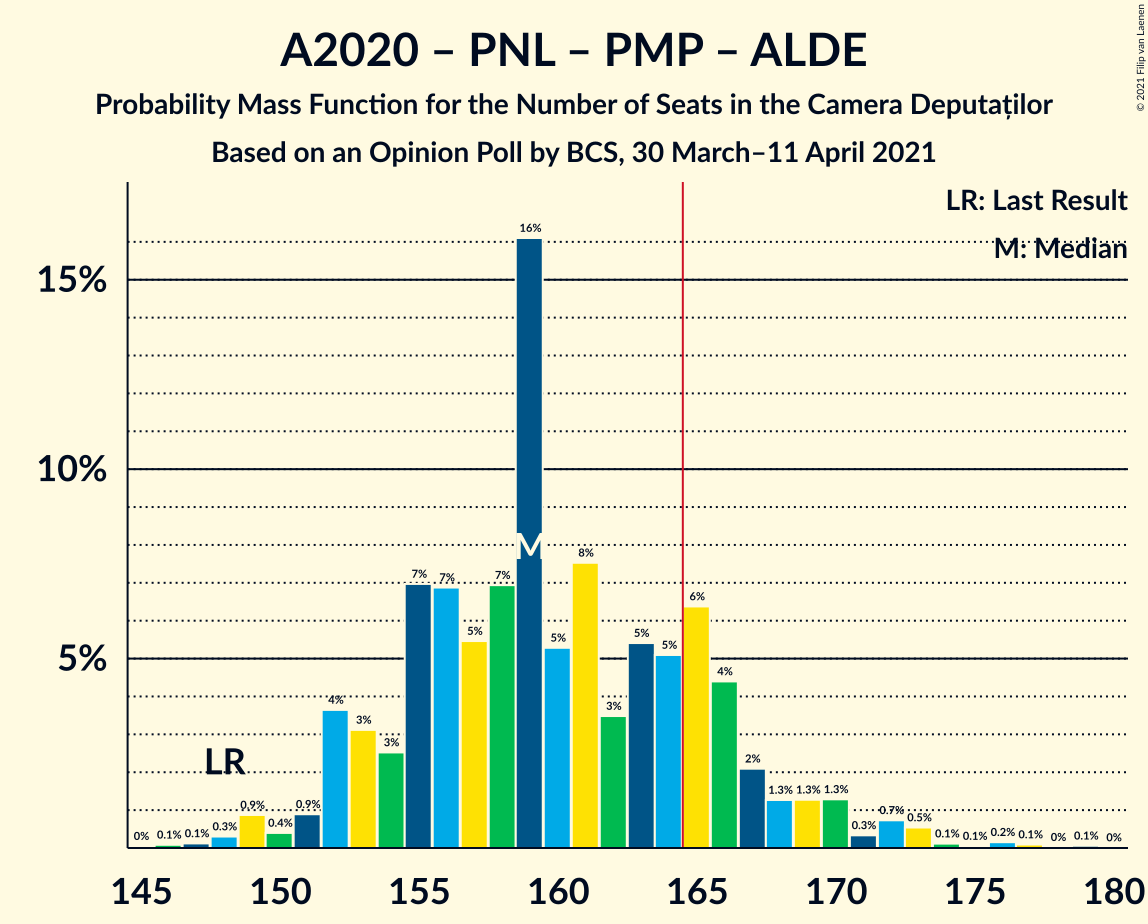 A2020 – PNL – PMP – ALDE
Probability Mass Function for the Number of Seats in the Camera Deputaților
Based on an Opinion Poll by BCS, 30 March–11 April 2021
© 2021 Filip van Laenen
LR: Last Result
M: Median
15%
10%
5%
LR
M
0% 0.1% 0.1% 0.3% 0.9% 0.4% 0.9% 4% 3% 3% 7% 7% 5% 7% 16% 5% 8% 3% 5% 5% 6% 4% 2% 1.3% 1.3% 1.3% 0.3% 0.7% 0.5% 0.1% 0.1% 0.2% 0.1% 0% 0.1% 0%
145 150 155 160 165 170 175 180